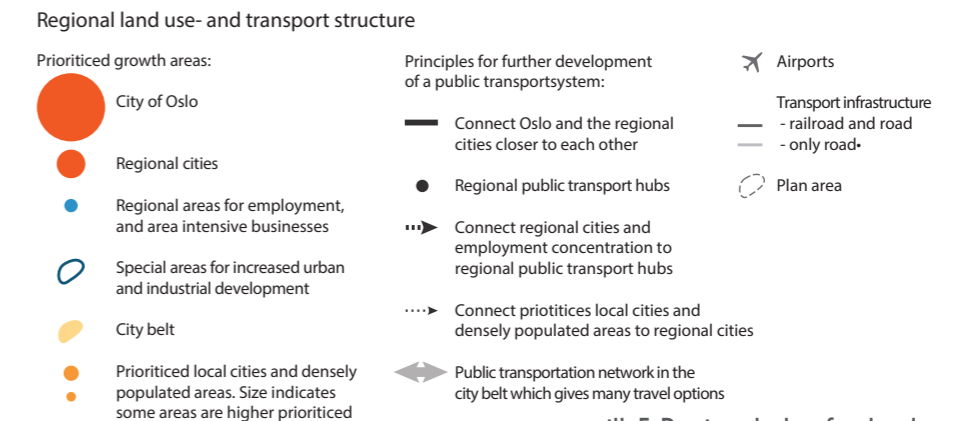 Regional land use- and transport structure
Prioriticed growth areas:
City of Oslo
Regional cities
Regional areas for employment,
and area intensive businesses
Special areas for increased urban
and industrial development
City belt
Prioriticed local cities and densely
populated areas. Size indicates
some areas are higher prioriticed
Principles for further development
of a public transportsystem:
Connect Oslo and the regional
cities closer to each other
Regional public transport hubs
Connect regional cities and
employment concentration to
regional public transport hubs
Connect priotitices local cities and
densely populated areas to regional cities
Public transportation network in the
city belt which gives many travel options
Airports
Transport infrastructure
- railroad and road
- only road•
Plan area